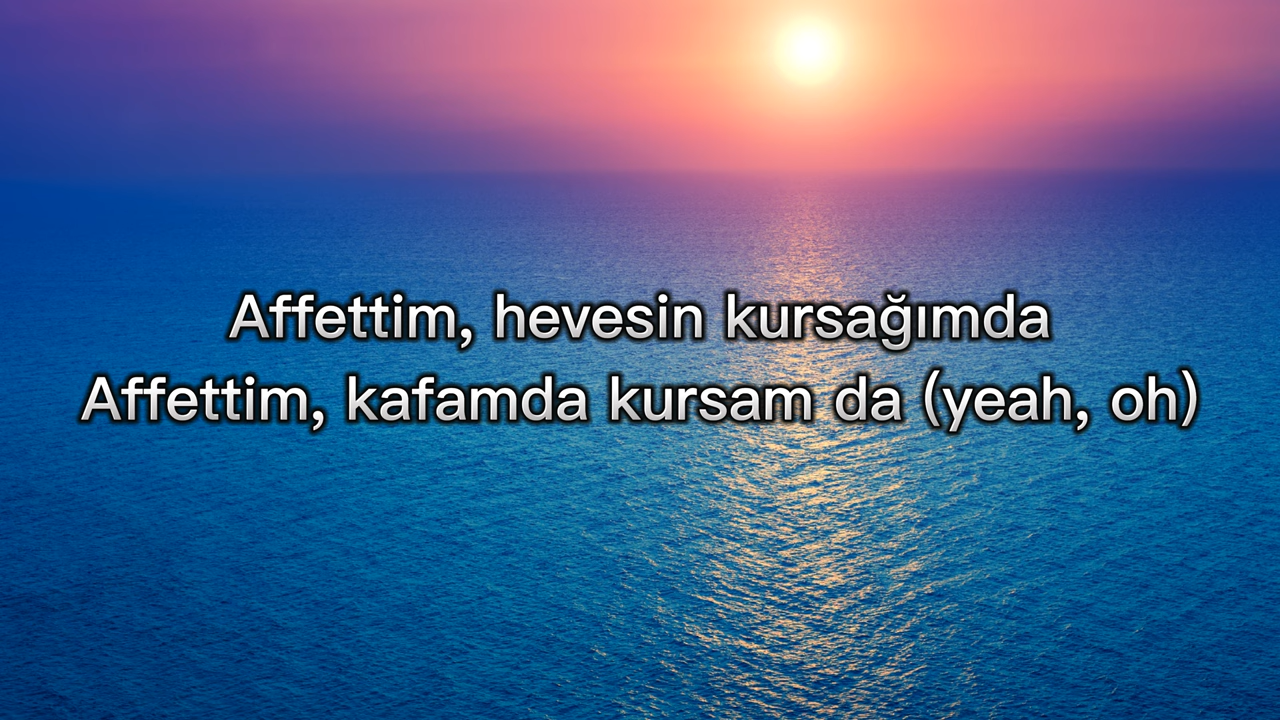 Affettim, hevesin kursağımda
Affettim, kafamda kursam da (yeah, oh)